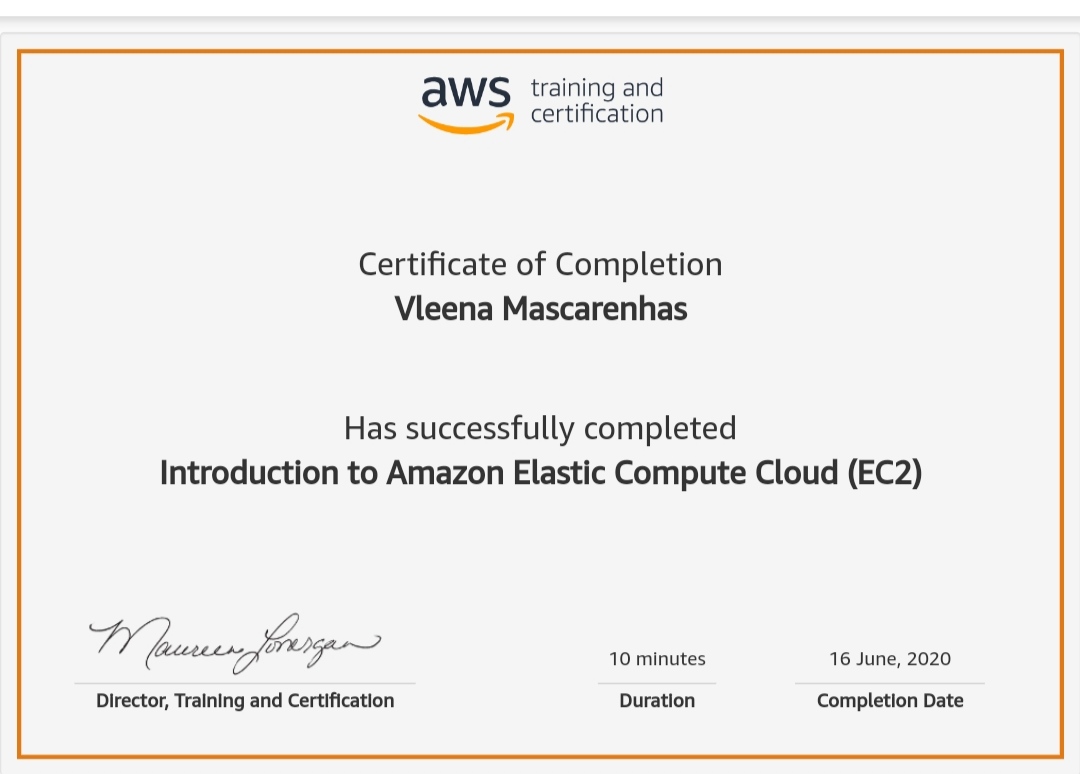 aws training and
certification
Certificate of Completion
Vleena Mascarenhas
Has successfully completed
Introduction to Amazon Elastic Compute Cloud (EC2)
Maureen Lonergan
10 minutes
16 June, 2020
Director, Training and Certification
Duration
Completion Date